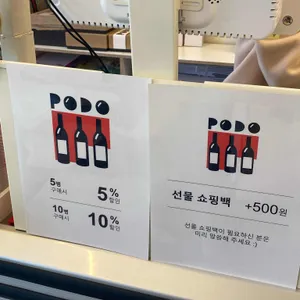 PODO
5병
구매시
5%
할인
10병
구매시
10%
할인
PODO
선물 쇼핑백 +500원
선물 쇼핑백이 필요하신 분은
미리 말씀해 주세요 :)